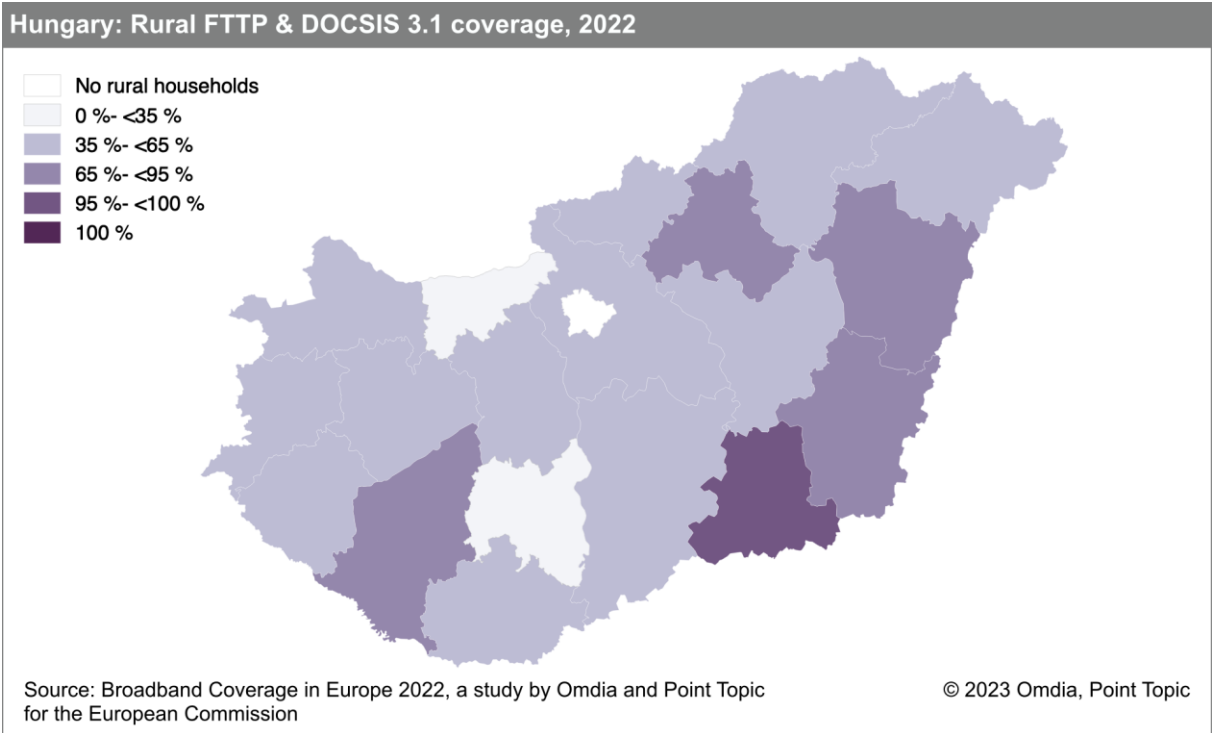 Hungary: Rural FTTP & DOCSIS 3.1 coverage, 2022
No rural households
0 %- <35 %
35 %- <65 %
65 %- <95 %
95 %- <100 %
100 %
Source: Broadband Coverage in Europe 2022, a study by Omdia and Point Topic
for the European Commission
© 2023 Omdia, Point Topic